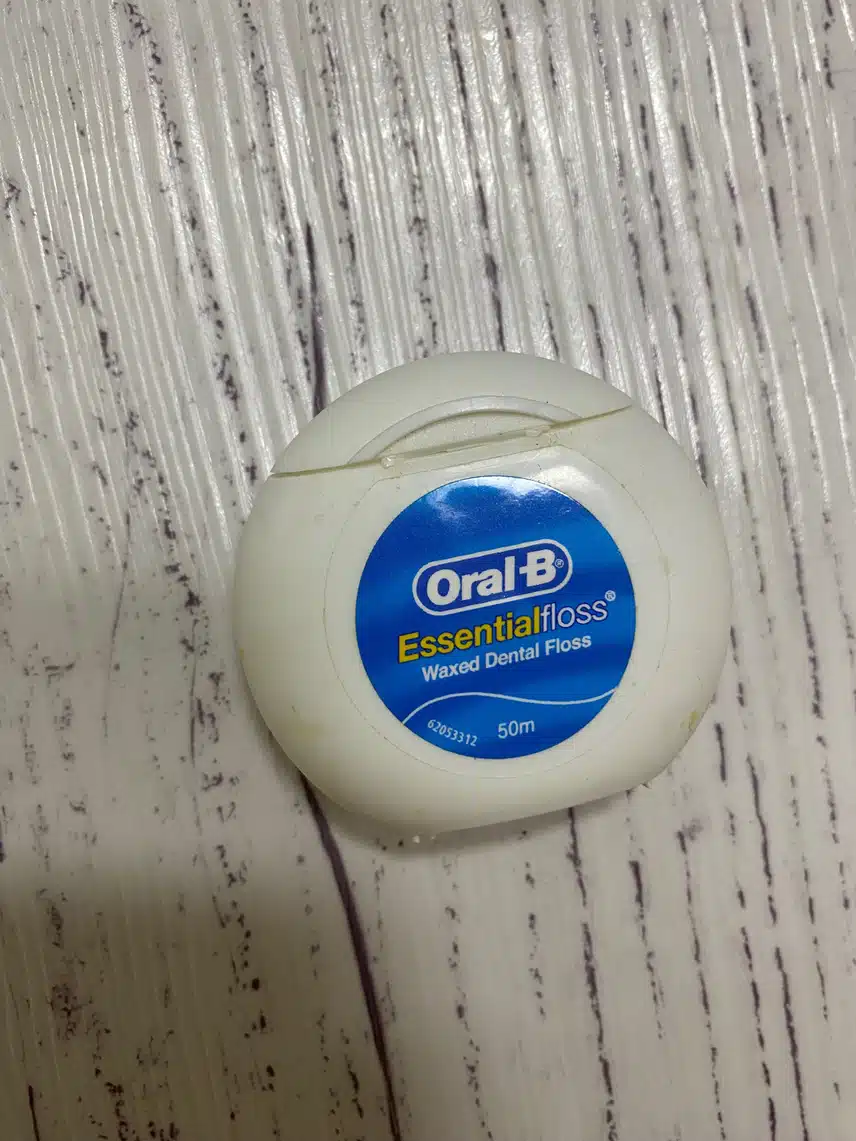 Oral-B®
Essentialfloss®
Waxed Dental Floss
62053312 50m